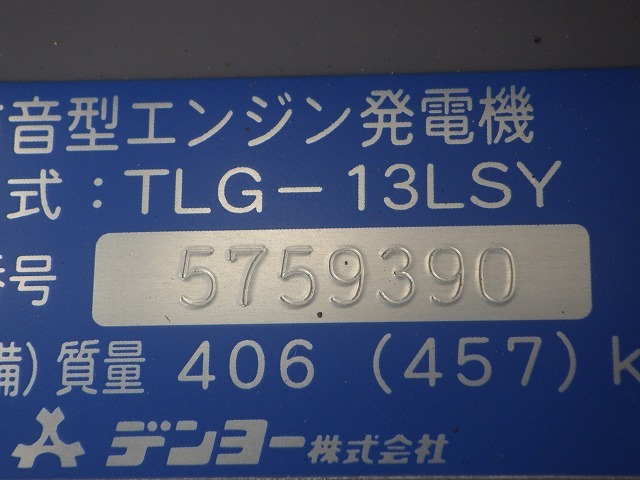 音型エンジン発電機
式：TLG－13LSY
番号 5759390
備)質量 406 (457) k
デンヨー株式会社